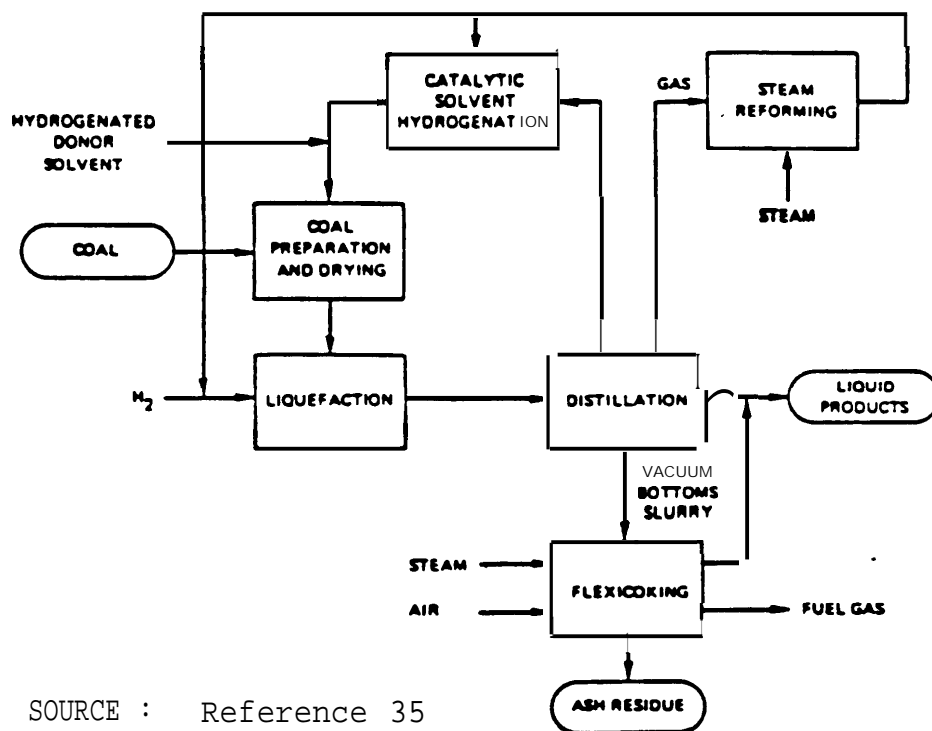 CATALYTIC
SOLVENT
HYDROGENATION
GAS
STEAM
REFORMING
HYDROGENATED
DONOR
SOLVENT
STEAM
COAL
COAL
PREPARATION
AND DRYING
H2
LIQUEFACTION
DISTILLATION
LIQUID
PRODUCTS
VACUUM
BOTTOMS
SLURRY
STEAM
AIR
FLEXICOKING
FUEL GAS
ASH RESIDUE
SOURCE : Reference 35